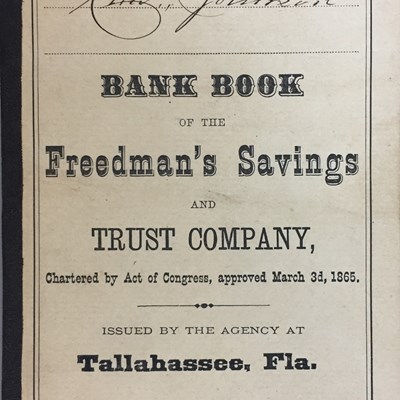 Johnson
BANK BOOK
OF THE
Freedman's Savings
AND
TRUST COMPANY,
Chartered by Act of Congress, approved March 3d, 1865.
ISSUED BY THE AGENCY AT
Tallahassee, Fla.